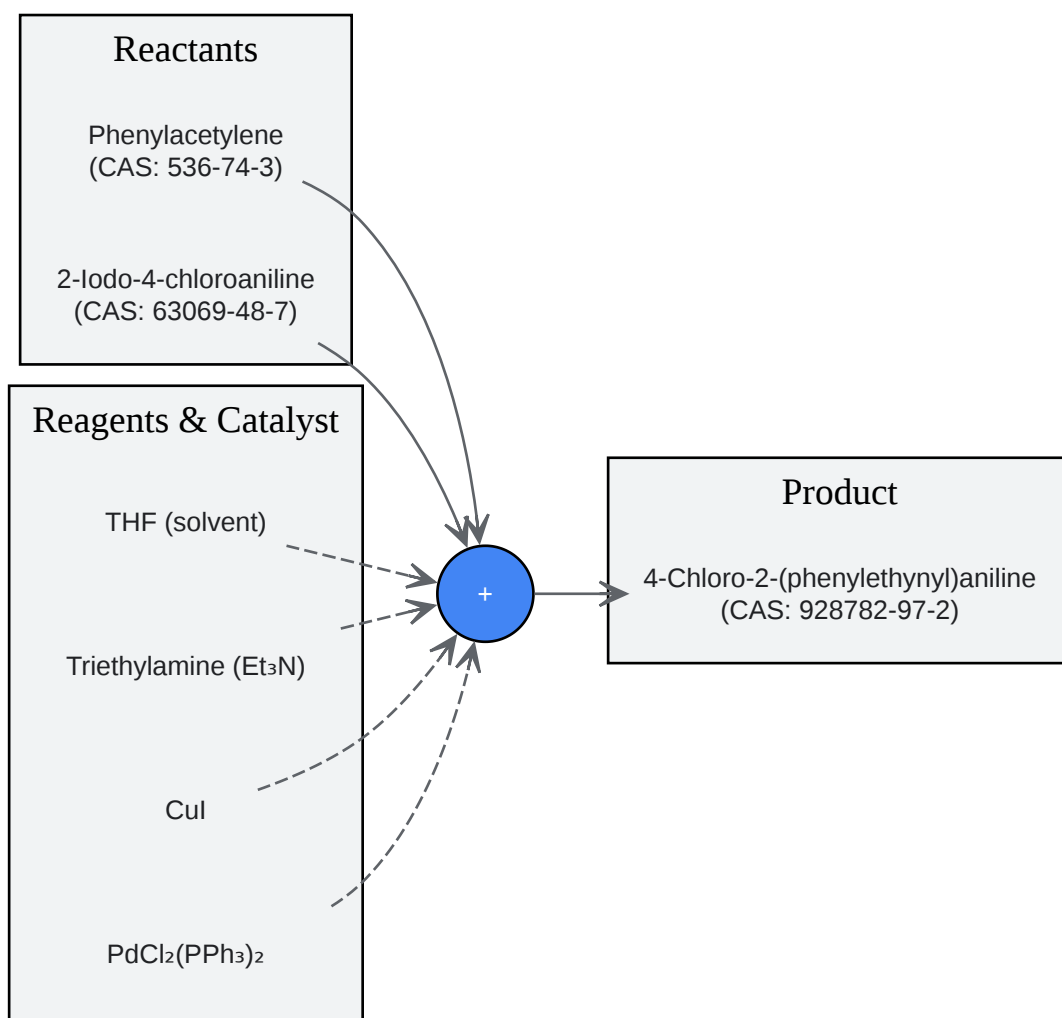 Reactants
Phenylacetylene
(CAS: 536-74-3)
2-Iodo-4-chloroaniline
(CAS: 63069-48-7)
Reagents & Catalyst
THF (solvent)
Triethylamine (Et₃N)
CuI
PdCl₂(PPh₃)₂
+
Product
4-Chloro-2-(phenylethynyl)aniline
(CAS: 928782-97-2)